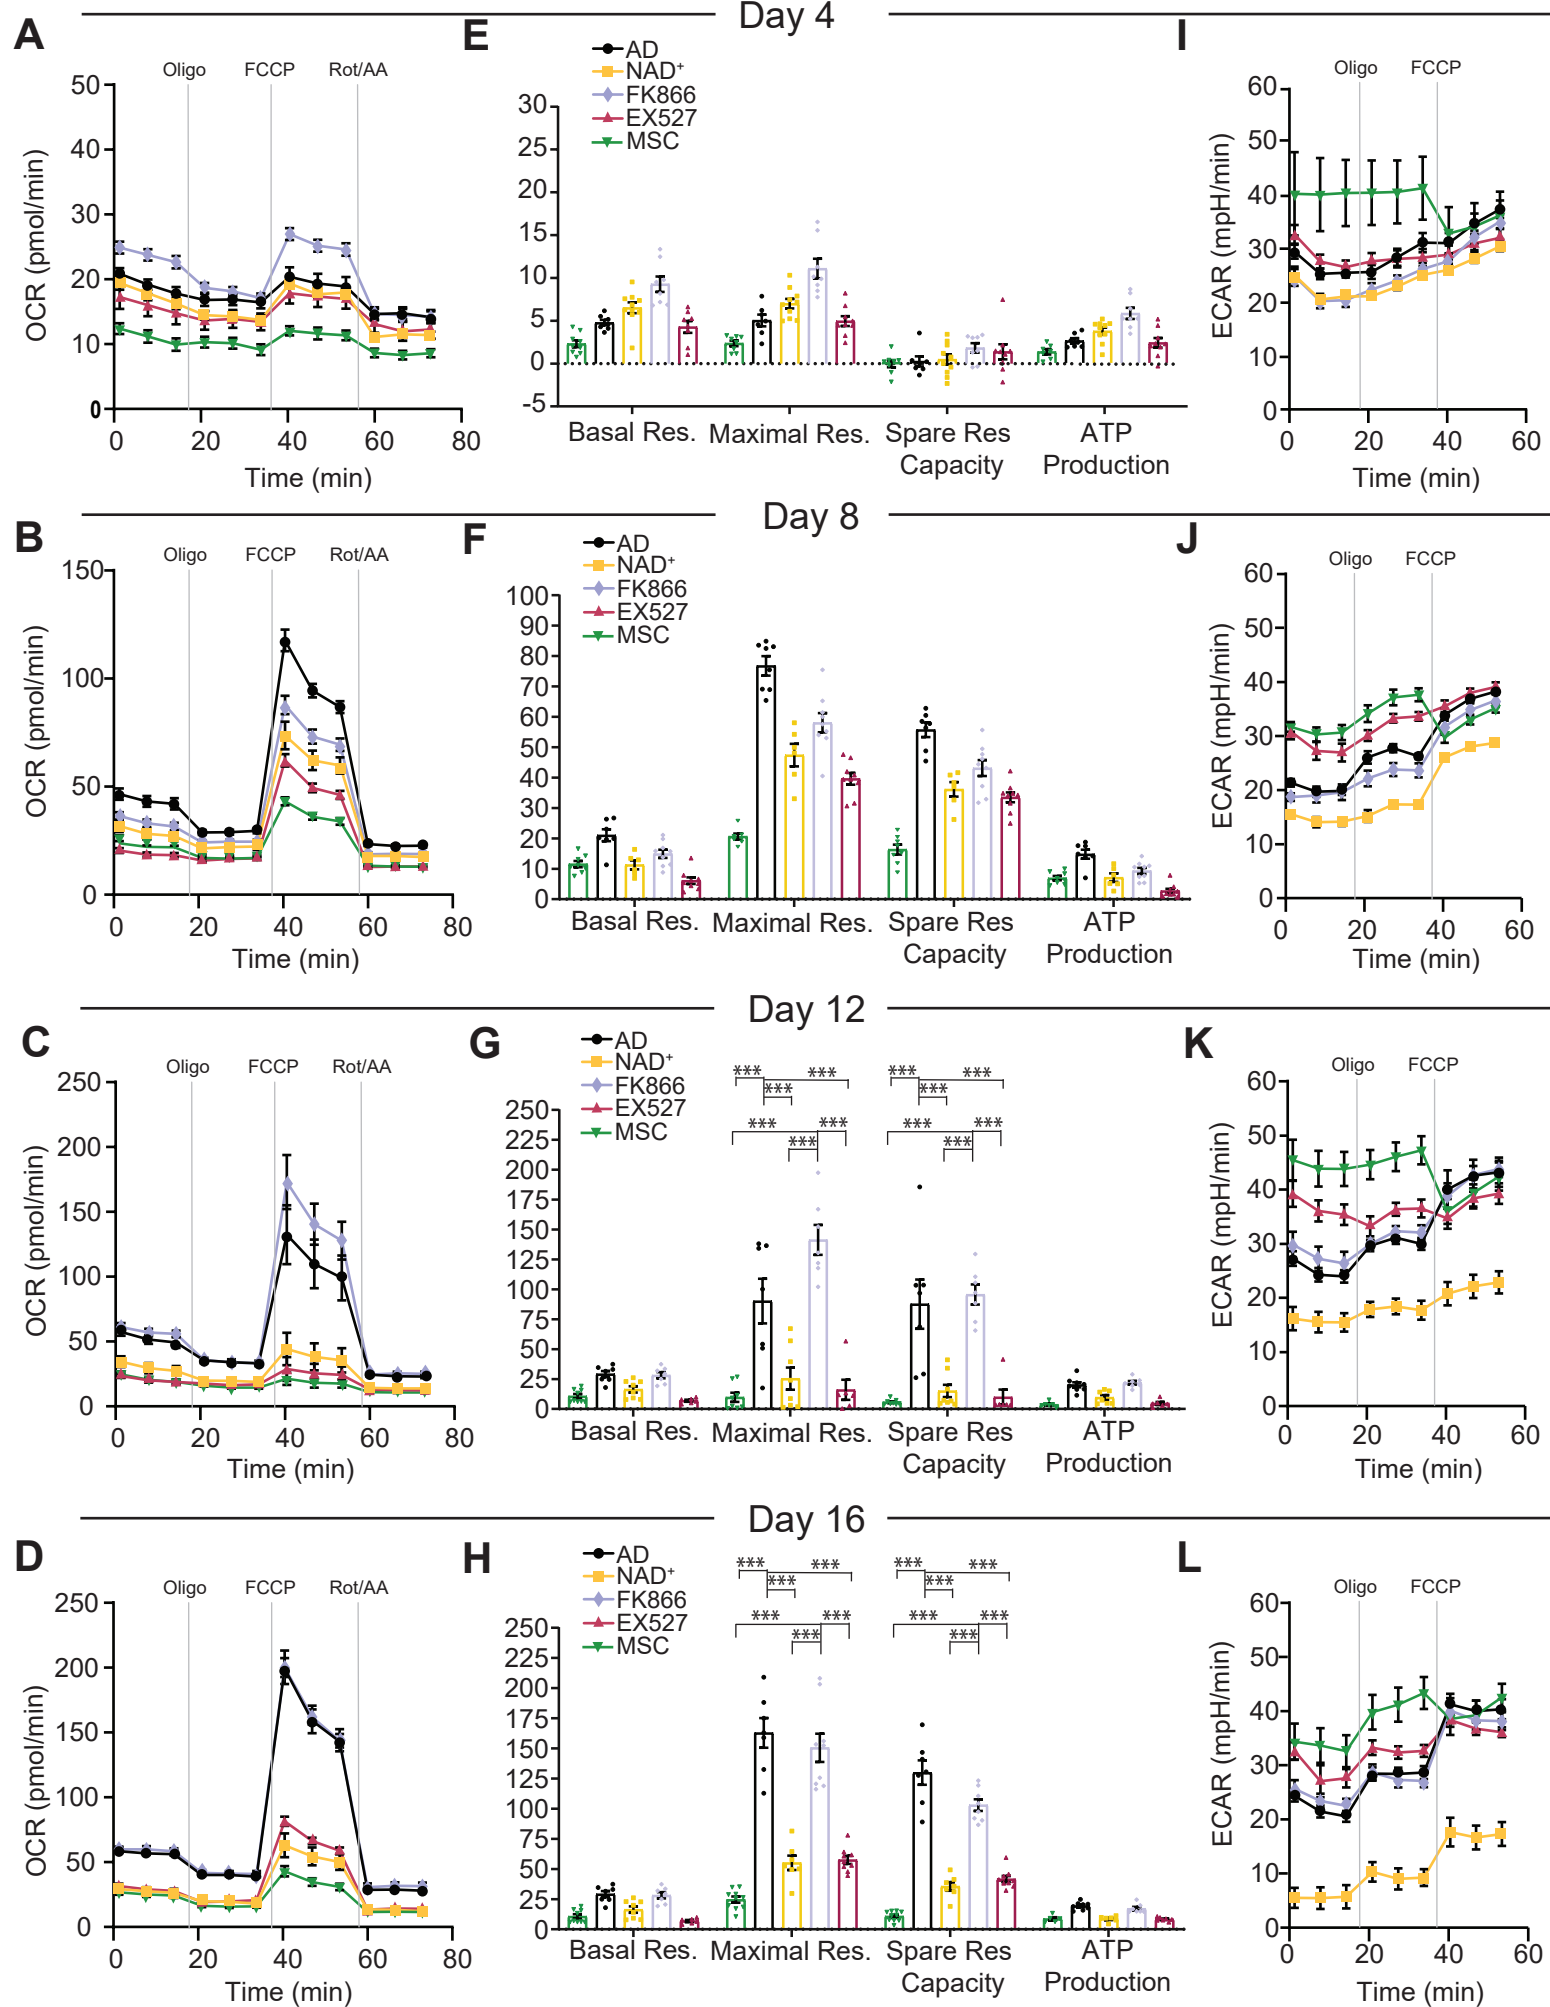 Day 4
A
Oligo FCCP Rot/AA
OCR (pmol/min)
50
40
30
20
10
0
0 20 40 60 80
Time (min)
E
AD
NAD+
FK866
EX527
MSC
30
25
20
15
10
5
0
-5
Basal Res. Maximal Res. Spare Res Capacity ATP Production
I
Oligo FCCP
ECAR (mpH/min)
60
50
40
30
20
10
0
0 20 40 60
Time (min)
Day 8
B
Oligo FCCP Rot/AA
OCR (pmol/min)
150
100
50
0
0 20 40 60 80
Time (min)
F
AD
NAD+
FK866
EX527
MSC
100
90
80
70
60
50
40
30
20
10
0
Basal Res. Maximal Res. Spare Res Capacity ATP Production
J
Oligo FCCP
ECAR (mpH/min)
60
50
40
30
20
10
0
0 20 40 60
Time (min)
Day 12
C
Oligo FCCP Rot/AA
OCR (pmol/min)
250
200
150
100
50
0
0 20 40 60 80
Time (min)
G
AD
NAD+
FK866
EX527
MSC
*** *** *** ***
*** ***
*** *** *** ***
*** ***
250
225
200
175
150
125
100
75
50
25
0
Basal Res. Maximal Res. Spare Res Capacity ATP Production
K
Oligo FCCP
ECAR (mpH/min)
60
50
40
30
20
10
0
0 20 40 60
Time (min)
Day 16
D
Oligo FCCP Rot/AA
OCR (pmol/min)
250
200
150
100
50
0
0 20 40 60 80
Time (min)
H
AD
NAD+
FK866
EX527
MSC
*** *** *** ***
*** ***
*** *** *** ***
*** ***
250
225
200
175
150
125
100
75
50
25
0
Basal Res. Maximal Res. Spare Res Capacity ATP Production
L
Oligo FCCP
ECAR (mpH/min)
60
50
40
30
20
10
0
0 20 40 60
Time (min)